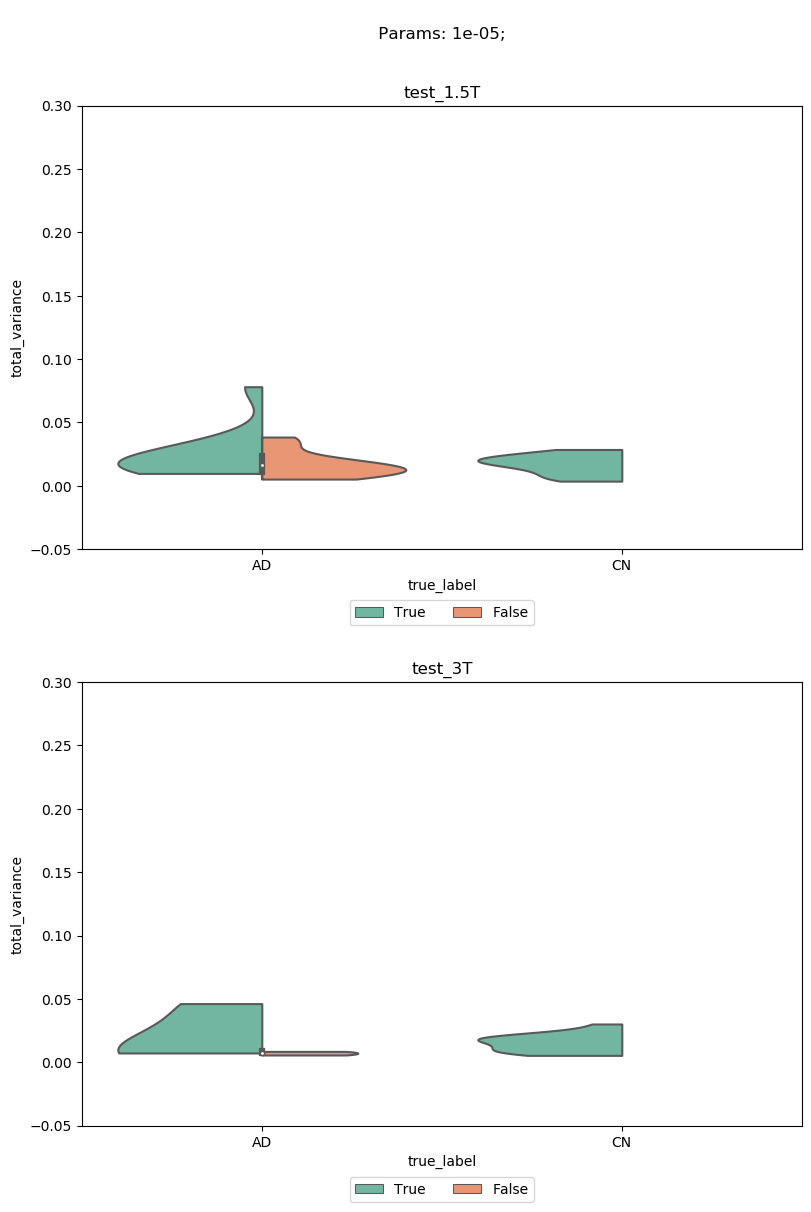 Params: 1e-05;
test_1.5T
0.30
0.25
0.20
0.15
0.10
0.05
0.00
−0.05
total_variance
AD CN
true_label
True False
test_3T
0.30
0.25
0.20
0.15
0.10
0.05
0.00
−0.05
total_variance
AD CN
true_label
True False